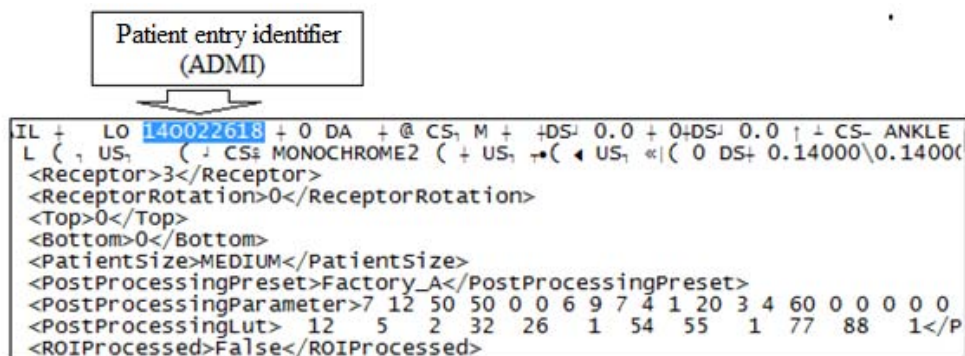 Patient entry identifier
(ADMI)
IL ┼ LO 140022618 ┼ 0 DA ┼ @ CS┐ M ┼ ┼DS┘ 0.0 ┼ 0┼DS┘ 0.0 ↑ ┴ CS─ ANKLE
L ( ┐ US┐ ( ┘ CS‡ MONOCHROME2 ( ┼ US┐ ┬•( ◄ US┐ «|( 0 DS┼ 0.14000\0.1400
<Receptor>3</Receptor>
<ReceptorRotation>0</ReceptorRotation>
<Top>0</Top>
<Bottom>0</Bottom>
<PatientSize>MEDIUM</PatientSize>
<PostProcessingPreset>Factory_A</PostProcessingPreset>
<PostProcessingParameter>7 12 50 50 0 0 6 9 7 4 1 20 3 4 60 0 0 0 0 0
<PostProcessingLut> 12 5 2 32 26 1 54 55 1 77 88 1</P
<ROIProcessed>False</ROIProcessed>